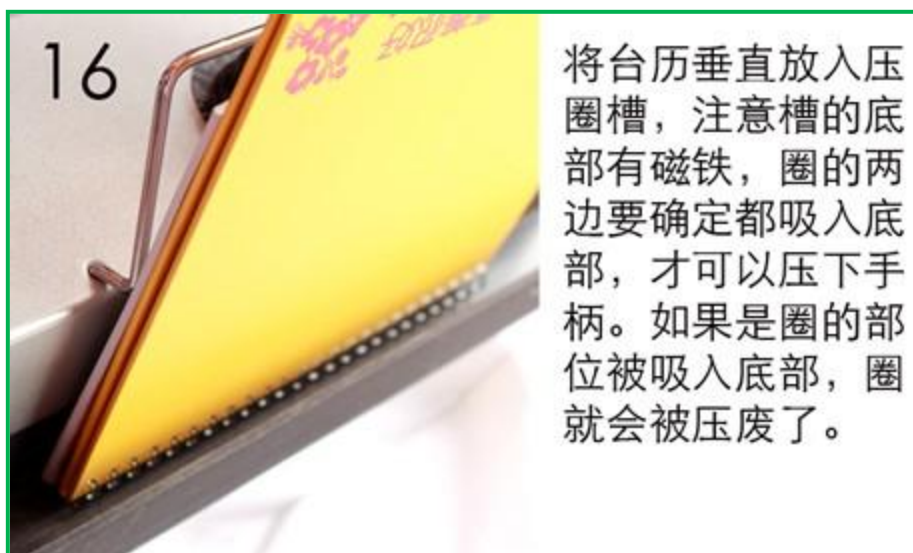 16
将台历垂直放入压
圈槽，注意槽的底
部有磁铁，圈的两
边要确定都吸入底
部，才可以压下手
柄。如果是圈的部
位被吸入底部，圈
就会被压废了。